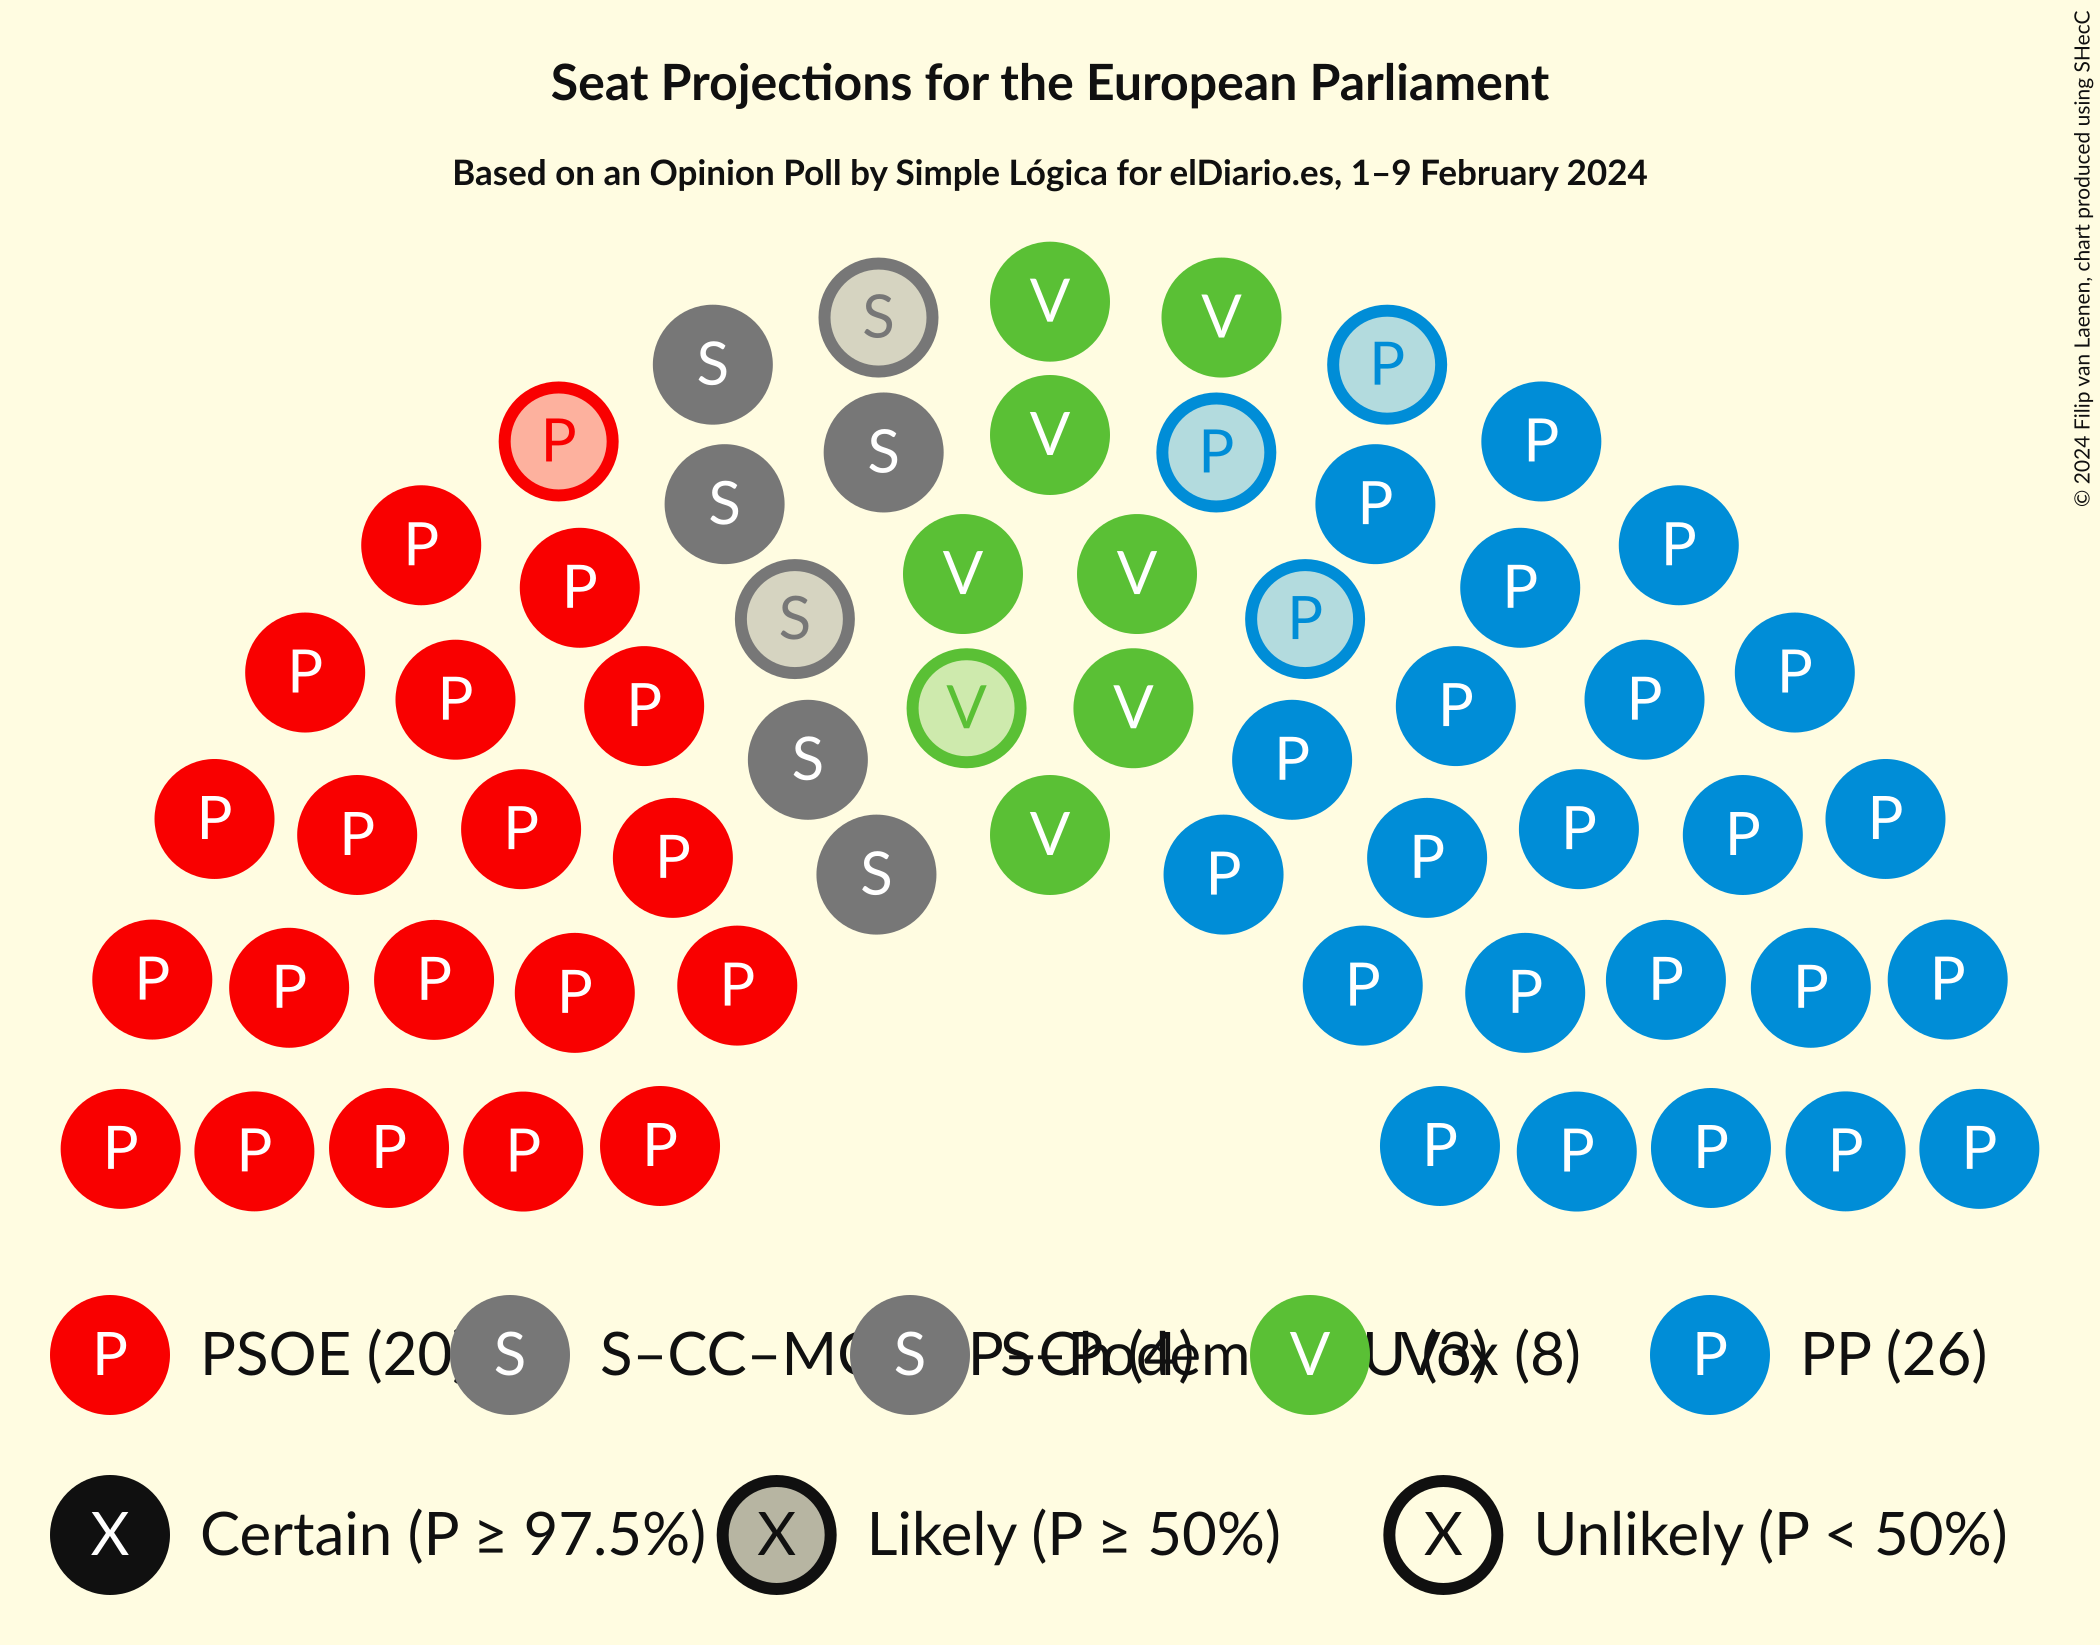 Seat Projections for the European Parliament
Based on an Opinion Poll by Simple Lógica for elDiario.es, 1–9 February 2024
© 2024 Filip van Laenen, chart produced using SHecC
V
S V
S P
V
P S S P P
S P
P V V P
P P
S P
P P P P
P P
V V
S P
P P P P
P P P P
V
P P
S P
P P P P
P P
P P P P
P P P P
P P P P P P
P P P P
P PSOE (20) S S–CC–M S P V Vox (8) P PP (26)
X Certain (P ≥ 97.5%) X Likely (P ≥ 50%) X Unlikely (P < 50%)